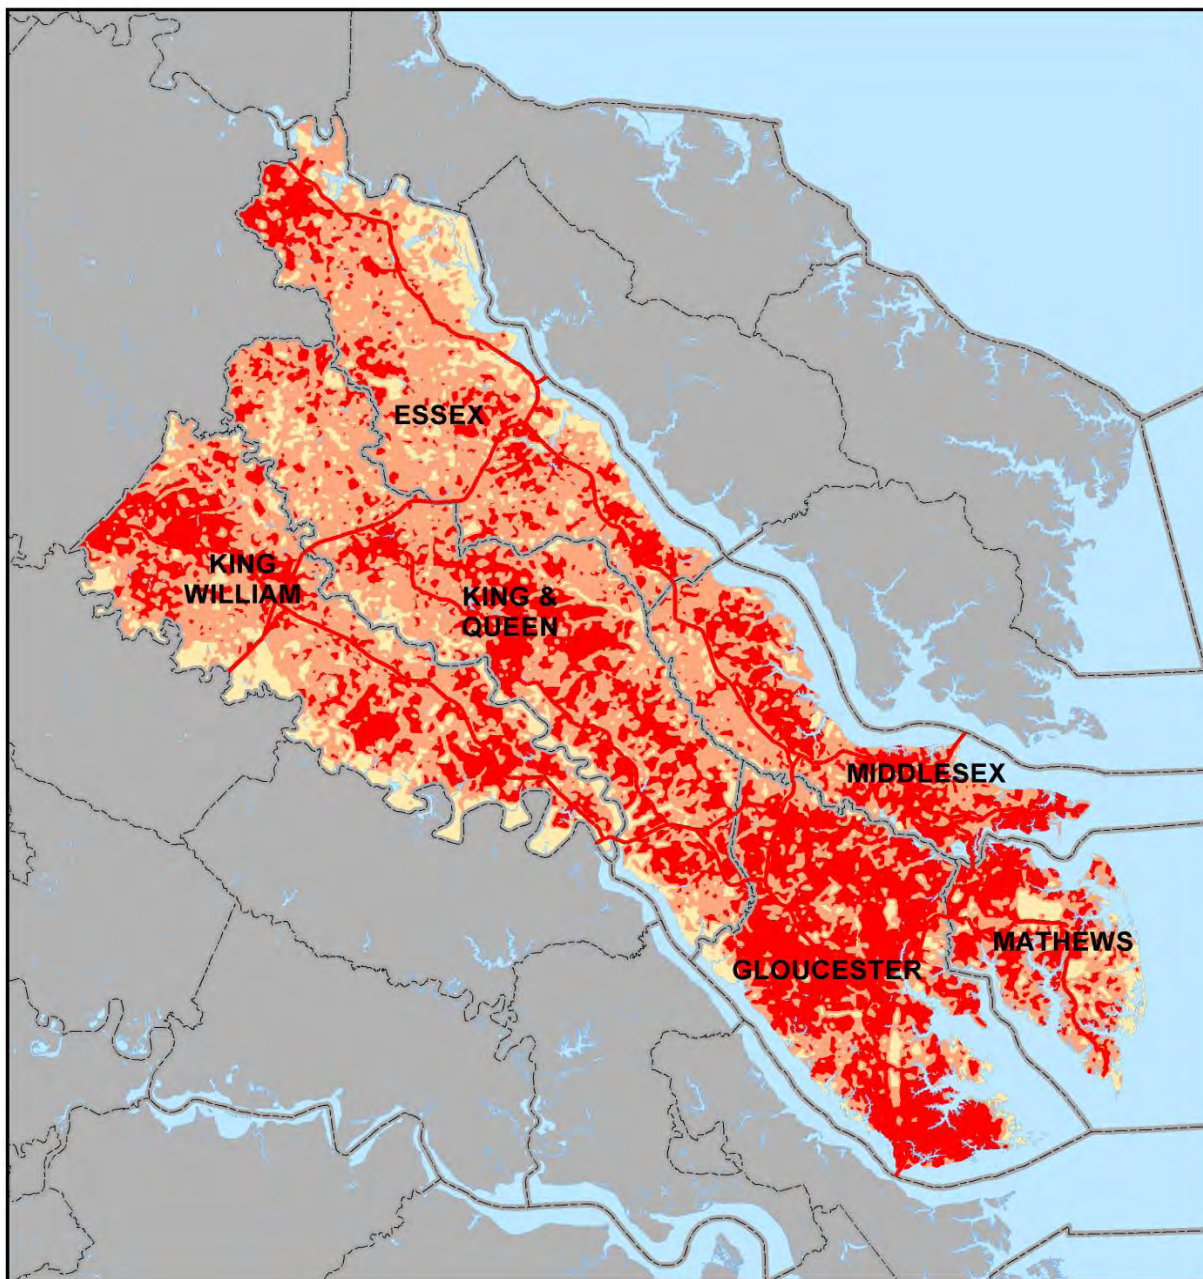 ESSEX
KING
WILLIAM
KING &
QUEEN
MIDDLESEX
MATHEWS
GLOUCESTER